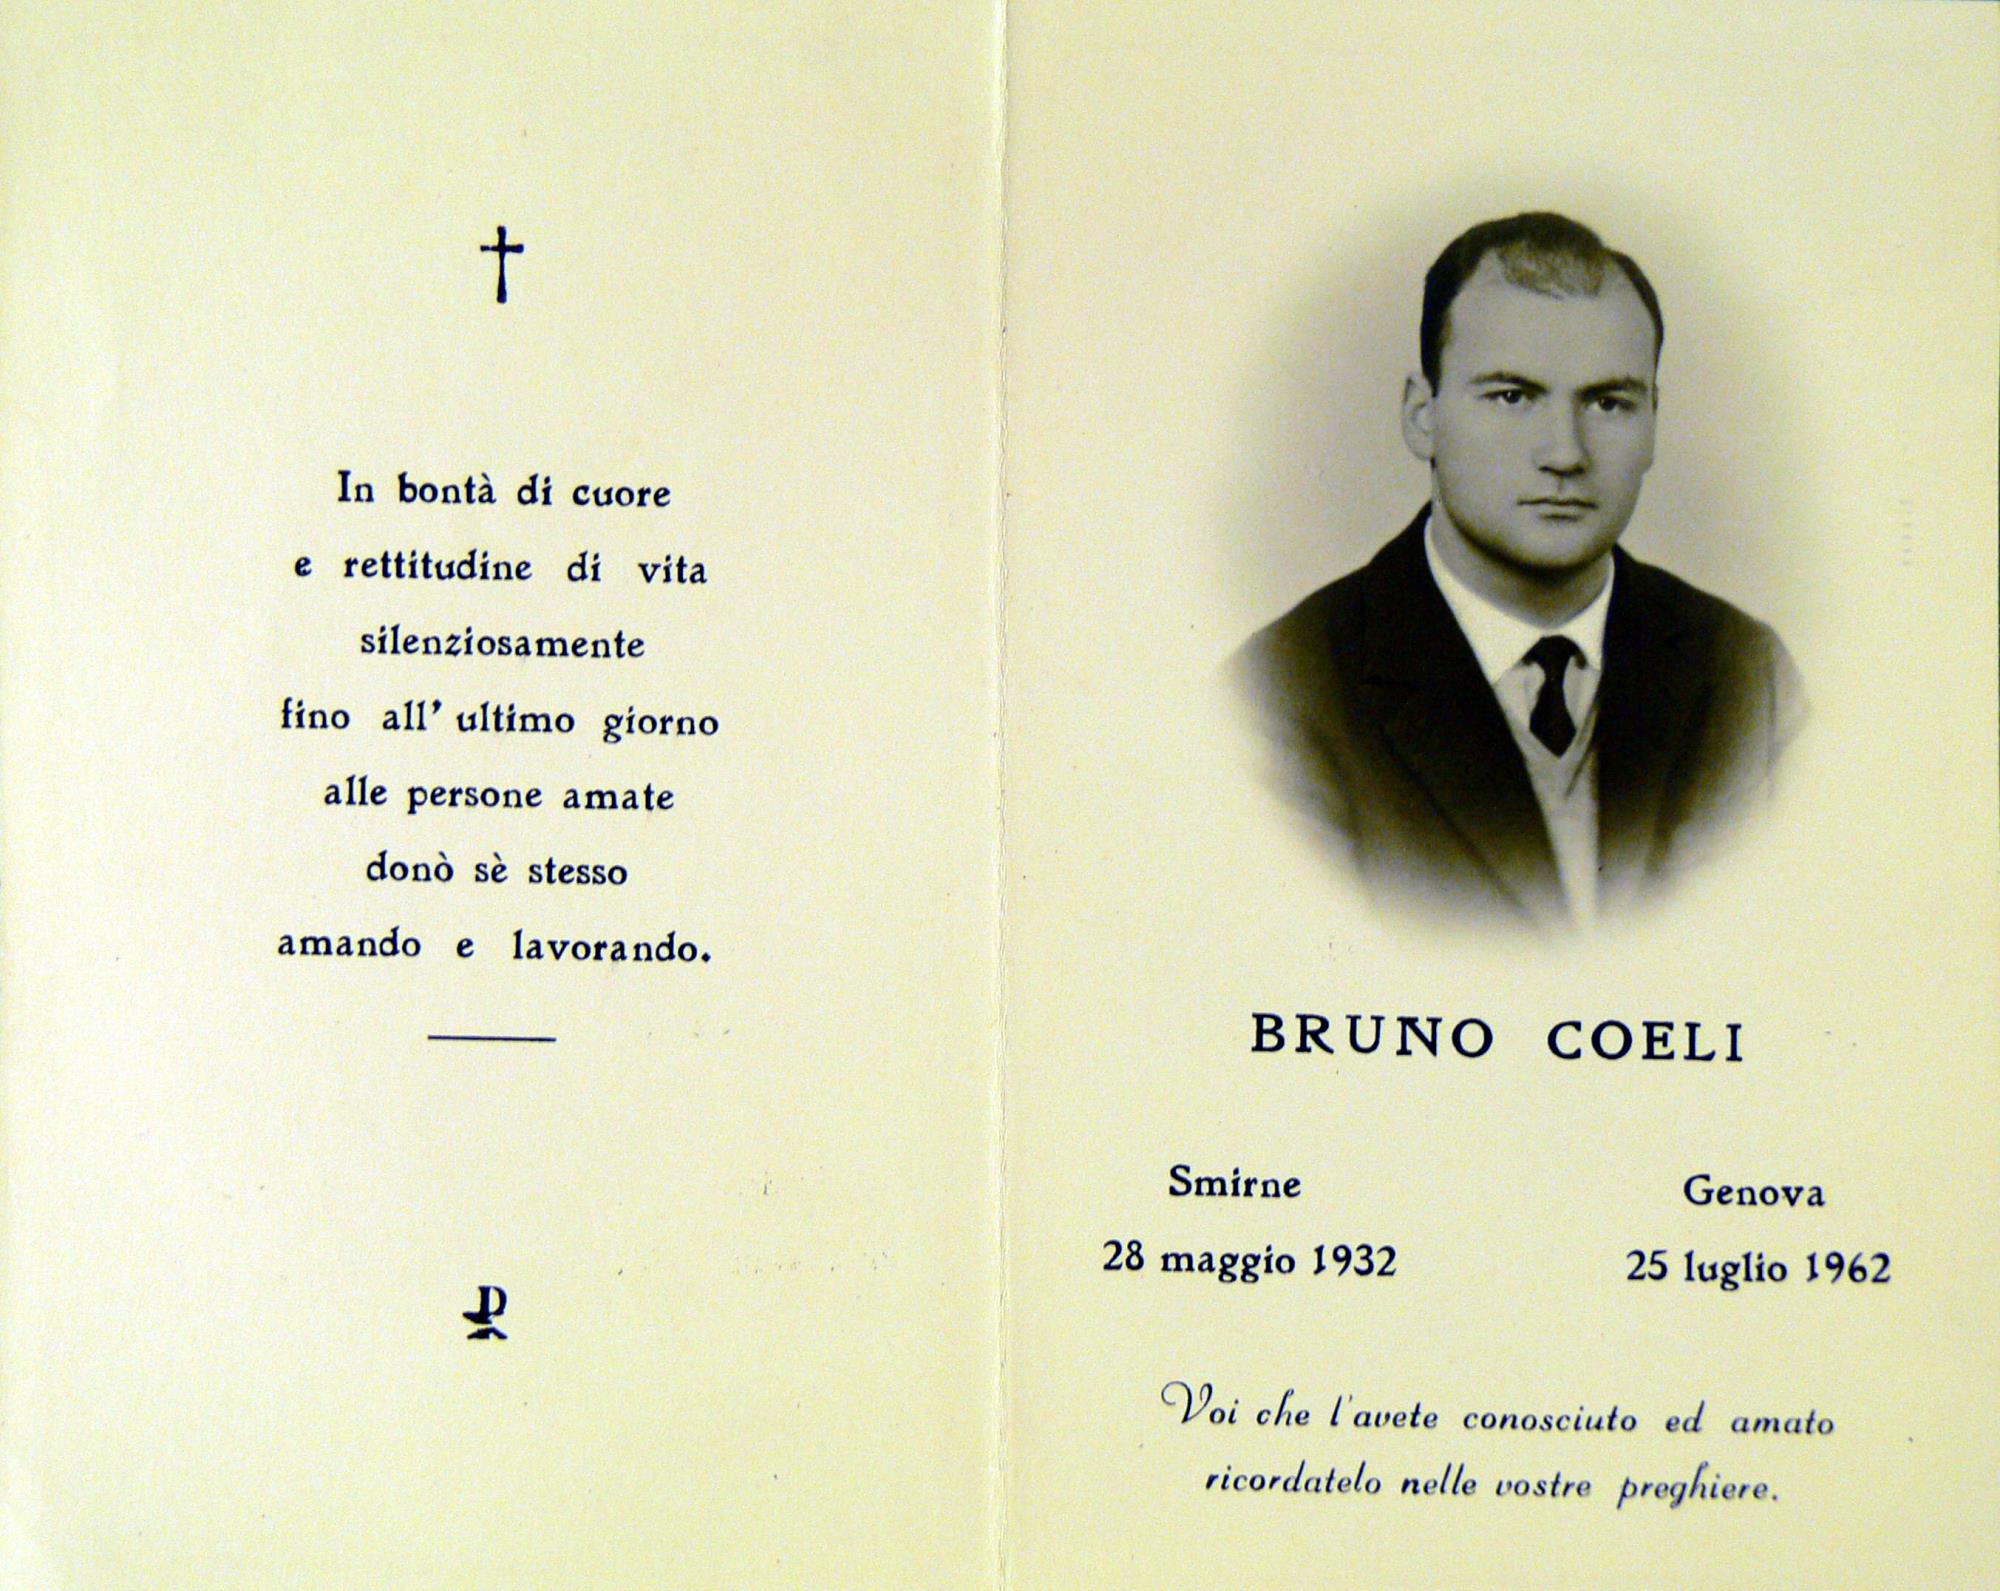 In bontà di cuore
e rettitudine di vita
silenziosamente
fino all' ultimo giorno
alle persone amate
donò sè stesso
amando e lavorando.
BRUNO COELI
Smirne
28 maggio 1932
Genova
25 luglio 1962
Voi che l'avete conosciuto ed amato
ricordatelo nelle vostre preghiere.